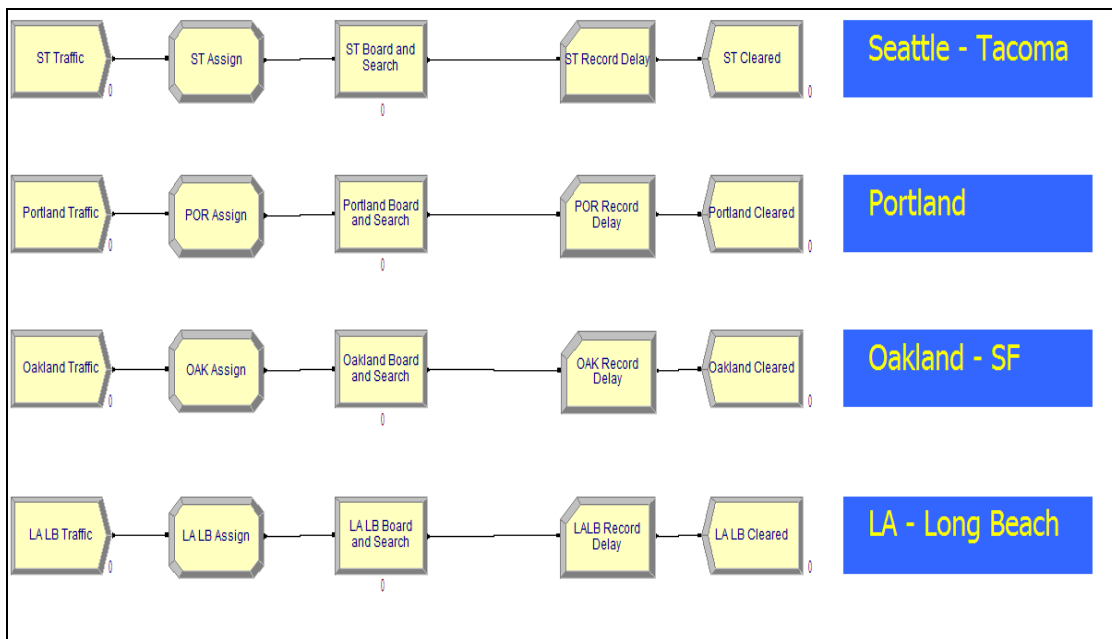 ST Traffic
ST Assign
ST Board and
Search
ST Record Delay
ST Cleared
Seattle - Tacoma
0
0
0
Portland Traffic
POR Assign
Portland Board
and Search
POR Record
Delay
Portland Cleared
Portland
0
0
0
Oakland Traffic
OAK Assign
Oakland Board
and Search
OAK Record
Delay
Oakland Cleared
Oakland - SF
0
0
0
LA LB Traffic
LA LB Assign
LA LB Board
and Search
LALB Record
Delay
LA LB Cleared
LA - Long Beach
0
0
0